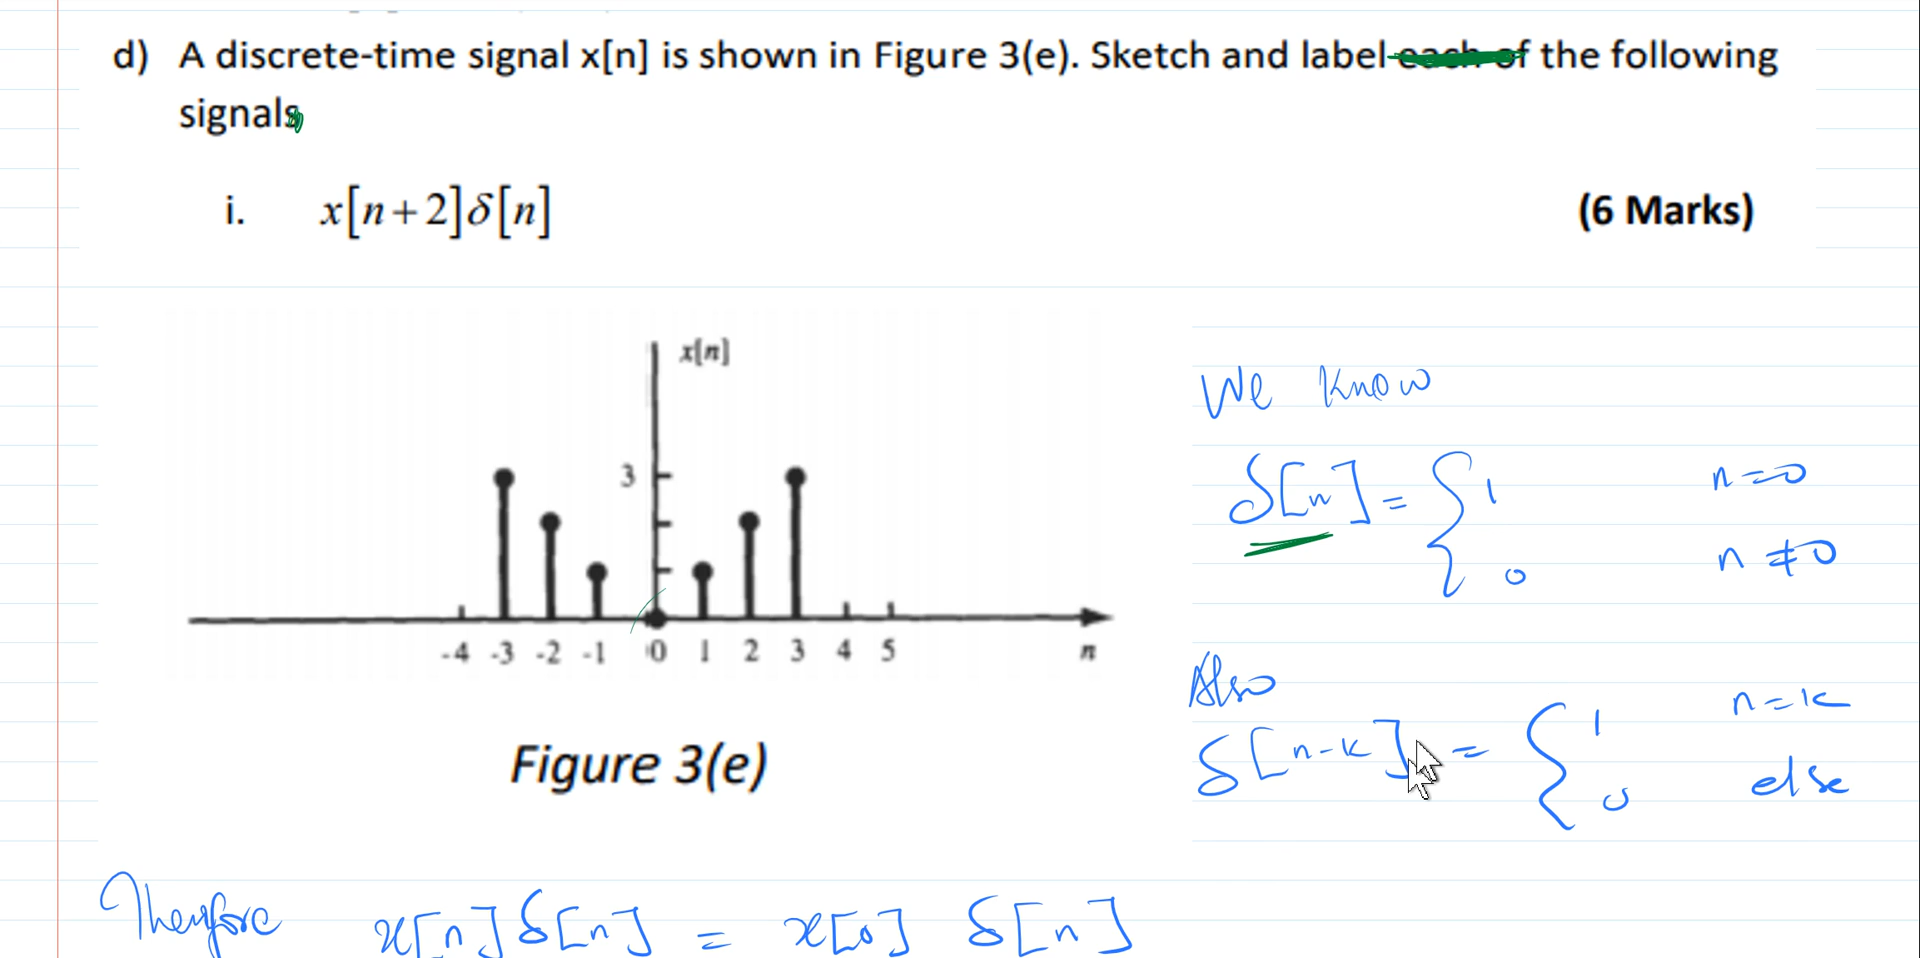 d) A discrete-time signal x[n] is shown in Figure 3(e). Sketch and label each of the following
signals
i. x[n+2]δ[n] (6 Marks)
x[n]
3
-4 -3 -2 -1 0 1 2 3 4 5 n
Figure 3(e)
We Know
δ[n] = { 1 n=0
0 n≠0
Also
δ[n-k] = { 1 n=k
0 else
Therefore x[n] δ[n] = x[0] δ[n]